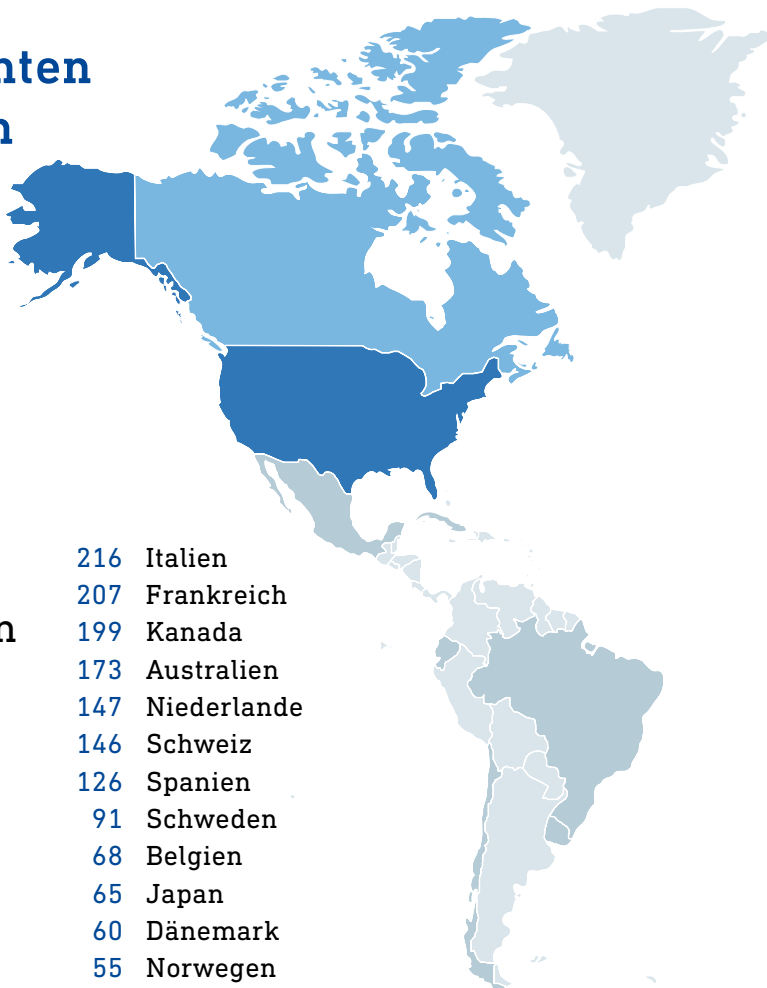 216 Italien
207 Frankreich
199 Kanada
173 Australien
147 Niederlande
146 Schweiz
126 Spanien
91 Schweden
68 Belgien
65 Japan
60 Dänemark
55 Norwegen